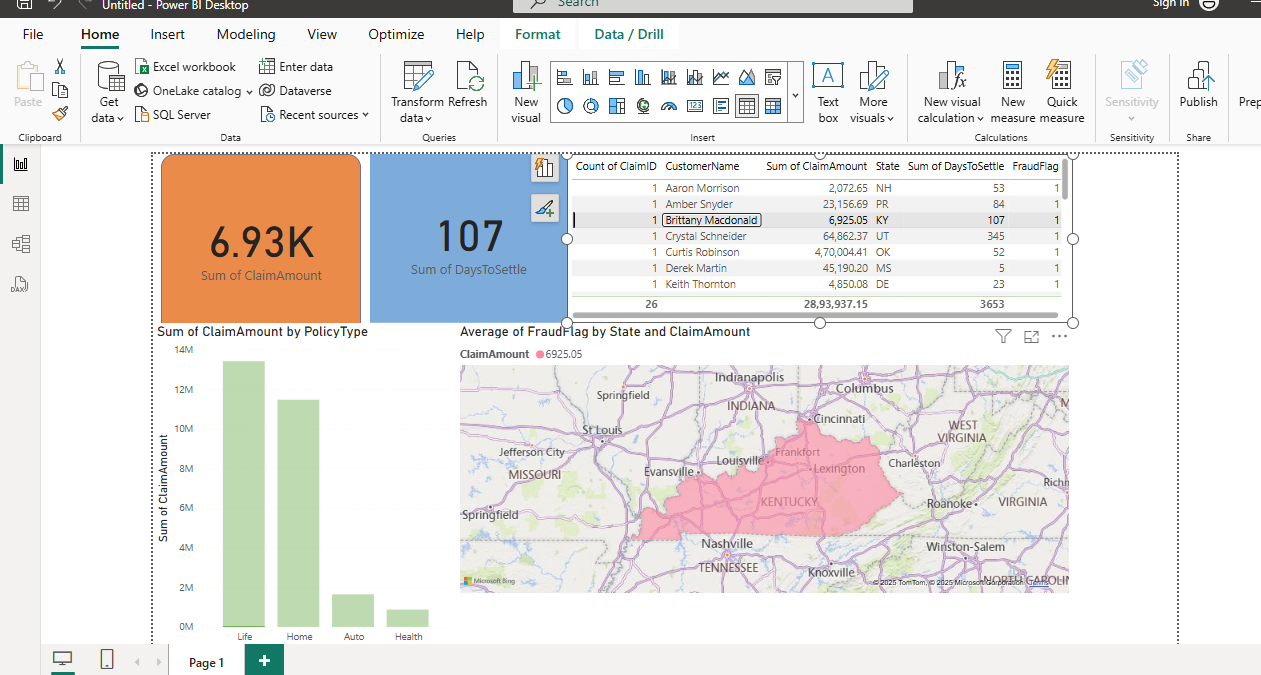 Untitled - Power BI Desktop
Search
Sign in
File Home Insert Modeling View Optimize Help Format Data / Drill
Paste
Clipboard
Get data
Excel workbook
OneLake catalog
SQL Server
Enter data
Dataverse
Recent sources
Data
Transform data
Refresh
Queries
New visual
123
A
Text box
More visuals
Insert
New visual calculation
New measure
Quick measure
Calculations
Sensitivity
Sensitivity
Publish
Share
Prep
DAX
6.93K
Sum of ClaimAmount
107
Sum of DaysToSettle
Count of ClaimID CustomerName Sum of ClaimAmount State Sum of DaysToSettle FraudFlag
1 Aaron Morrison 2,072.65 NH 53 1
1 Amber Snyder 23,156.69 PR 84 1
1 Brittany Macdonald 6,925.05 KY 107 1
1 Crystal Schneider 64,862.37 UT 345 1
1 Curtis Robinson 4,70,004.41 OK 52 1
1 Derek Martin 45,190.20 MS 5 1
1 Keith Thornton 4,850.08 DE 23 1
26 28,93,937.15 3653
Sum of ClaimAmount by PolicyType
Sum of ClaimAmount
14M
12M
10M
8M
6M
4M
2M
0M
Life Home Auto Health
Average of FraudFlag by State and ClaimAmount
ClaimAmount 6925.05
Indianapolis
Columbus
Springfield
INDIANA
Cincinnati
St Louis
WEST VIRGINIA
Jefferson City
Frankfort
Louisville
Charleston
Evansville
Lexington
MISSOURI
Richm
KENTUCKY
Roanoke
VIRGINIA
Springfield
Nashville
Winston-Salem
TENNESSEE
Knoxville
NORTH CAROLIN
Microsoft Bing
© 2025 TomTom, © 2025 Microsoft Corporation Terms
Page 1